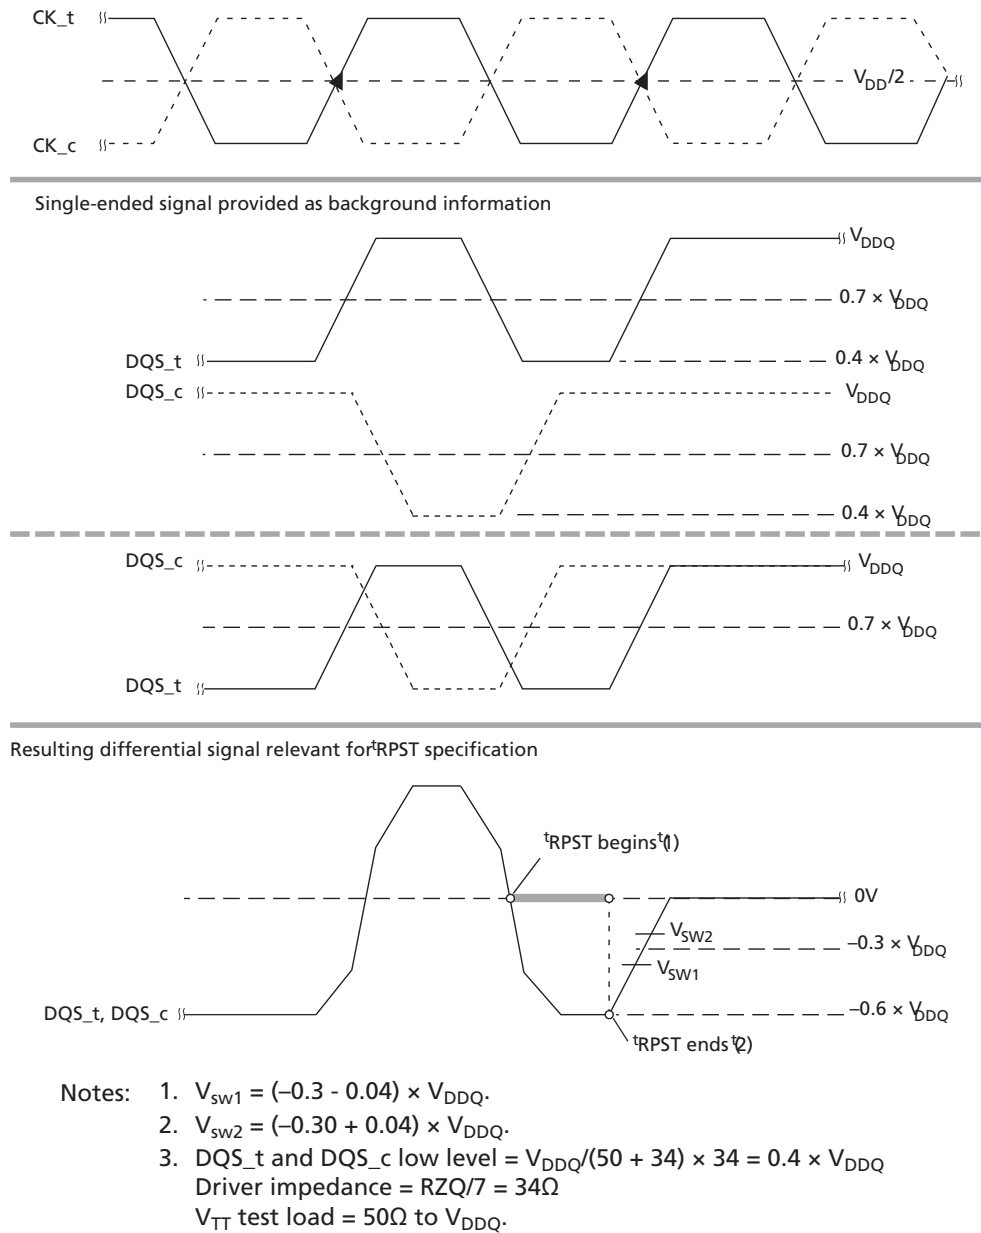 CK_t
V_DD/2
CK_c
Single-ended signal provided as background information
V_DDQ
0.7 × V_DDQ
DQS_t
0.4 × V_DDQ
DQS_c
V_DDQ
0.7 × V_DDQ
0.4 × V_DDQ
DQS_c
V_DDQ
0.7 × V_DDQ
DQS_t
Resulting differential signal relevant for tRPST specification
tRPST begins (t1)
0V
V_SW2
–0.3 × V_DDQ
V_SW1
DQS_t, DQS_c
–0.6 × V_DDQ
tRPST ends (t2)
Notes: 1. V_sw1 = (–0.3 - 0.04) × V_DDQ.
2. V_sw2 = (–0.30 + 0.04) × V_DDQ.
3. DQS_t and DQS_c low level = V_DDQ/(50 + 34) × 34 = 0.4 × V_DDQ
Driver impedance = RZQ/7 = 34Ω
V_TT test load = 50Ω to V_DDQ.